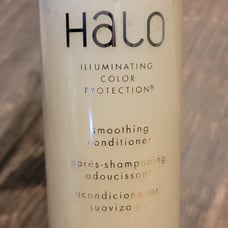 HALO
ILLUMINATING
COLOR
PROTECTION®
smoothing
conditioner
après-shampooing
adoucissant
acondicionador
suavizante